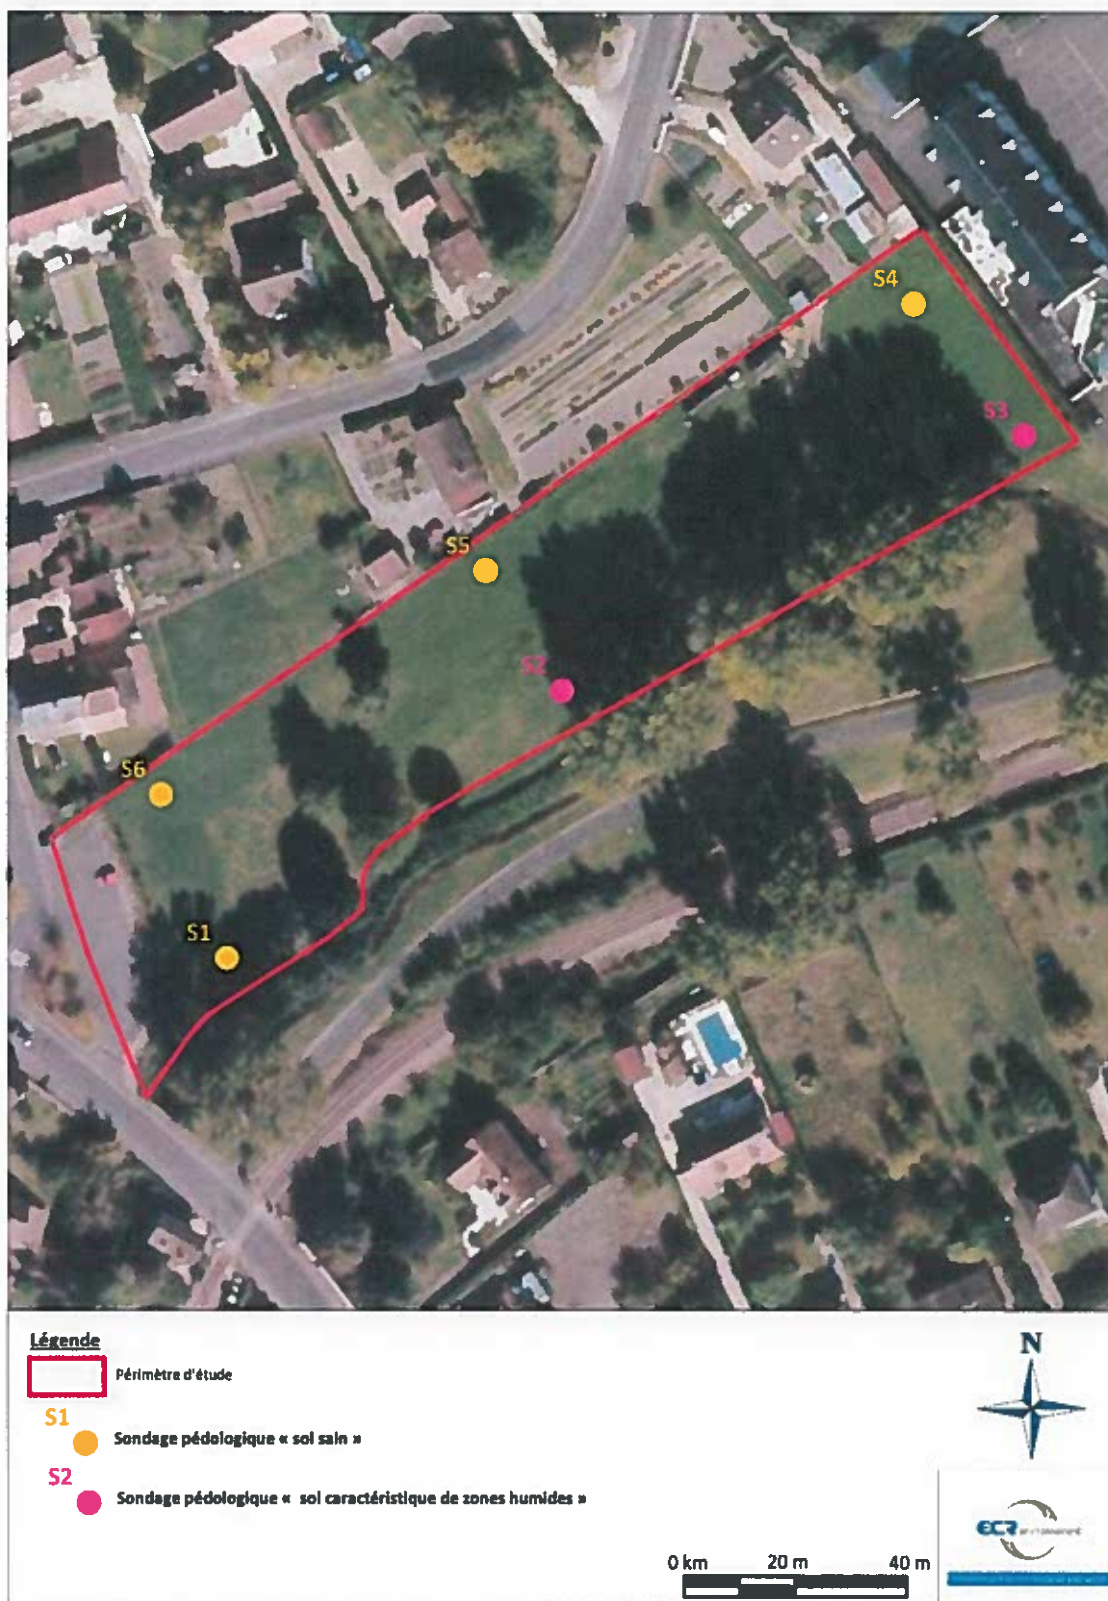 S4
S3
S5
S2
S6
S1
Légende
Périmètre d'étude
S1
Sondage pédologique « sol sain »
S2
Sondage pédologique « sol caractéristique de zones humides »
N
0 km 20 m 40 m
ECR environnement